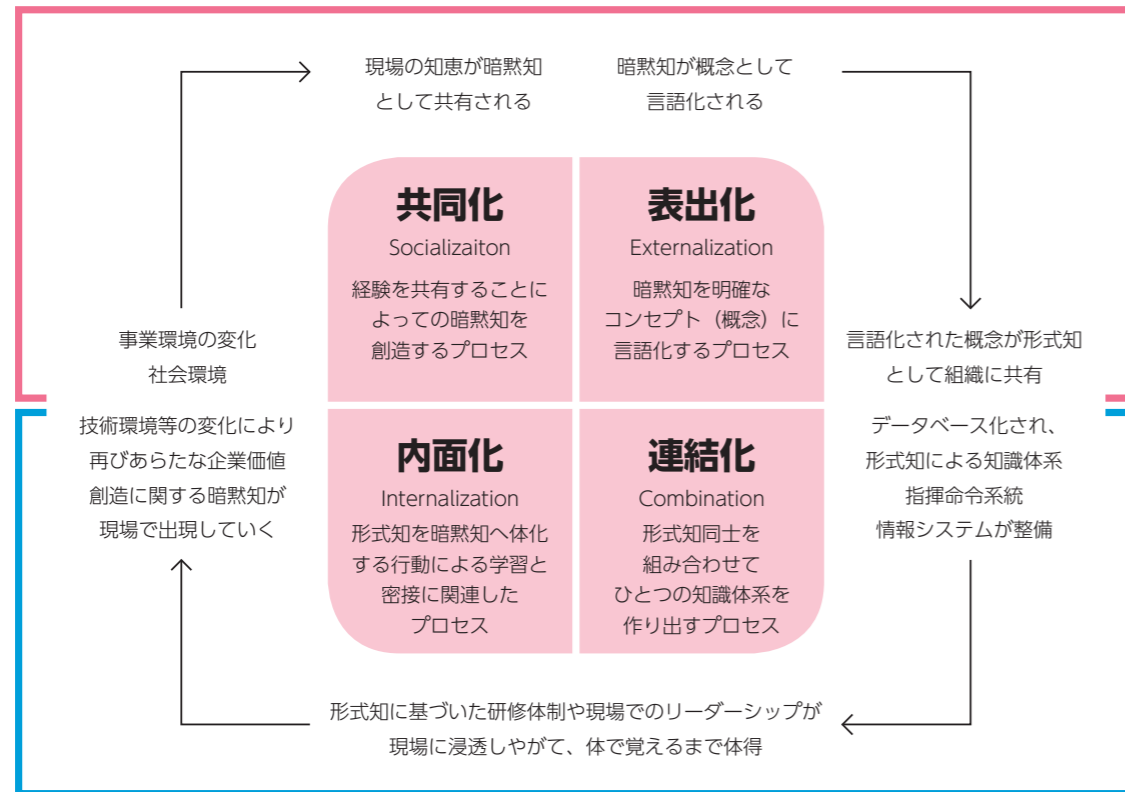 現場の知恵が暗黙知
として共有される
暗黙知が概念として
言語化される
共同化
Socializaiton
経験を共有することに
よっての暗黙知を
創造するプロセス
表出化
Externalization
暗黙知を明確な
コンセプト（概念）に
言語化するプロセス
事業環境の変化
社会環境
技術環境等の変化により
再びあらたな企業価値
創造に関する暗黙知が
現場で出現していく
言語化された概念が形式知
として組織に共有
データベース化され、
形式知による知識体系
指揮命令系統
情報システムが整備
内面化
Internalization
形式知を暗黙知へ体化
する行動による学習と
密接に関連した
プロセス
連結化
Combination
形式知同士を
組み合わせて
ひとつの知識体系を
作り出すプロセス
形式知に基づいた研修体制や現場でのリーダーシップが
現場に浸透しやがて、体で覚えるまで体得